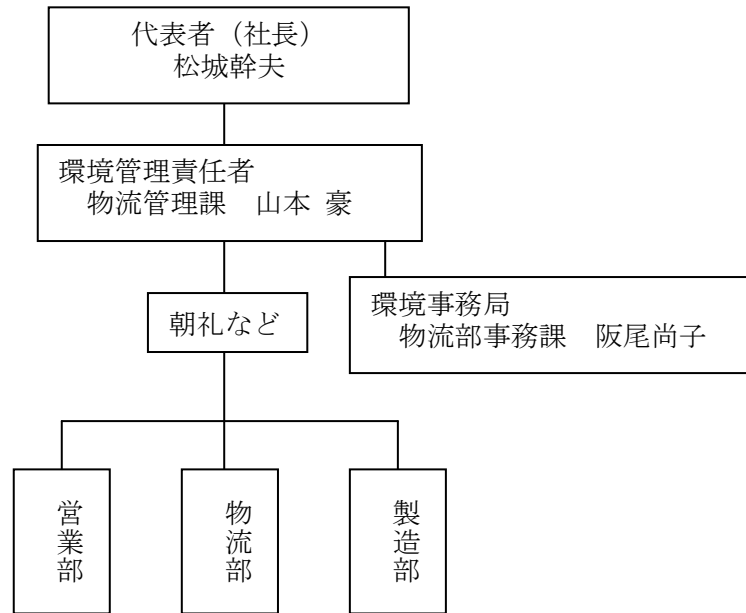 代表者（社長）
松城幹夫
環境管理責任者
物流管理課　山本 豪
朝礼など
環境事務局
物流部事務課　阪尾尚子
営業部
物流部
製造部